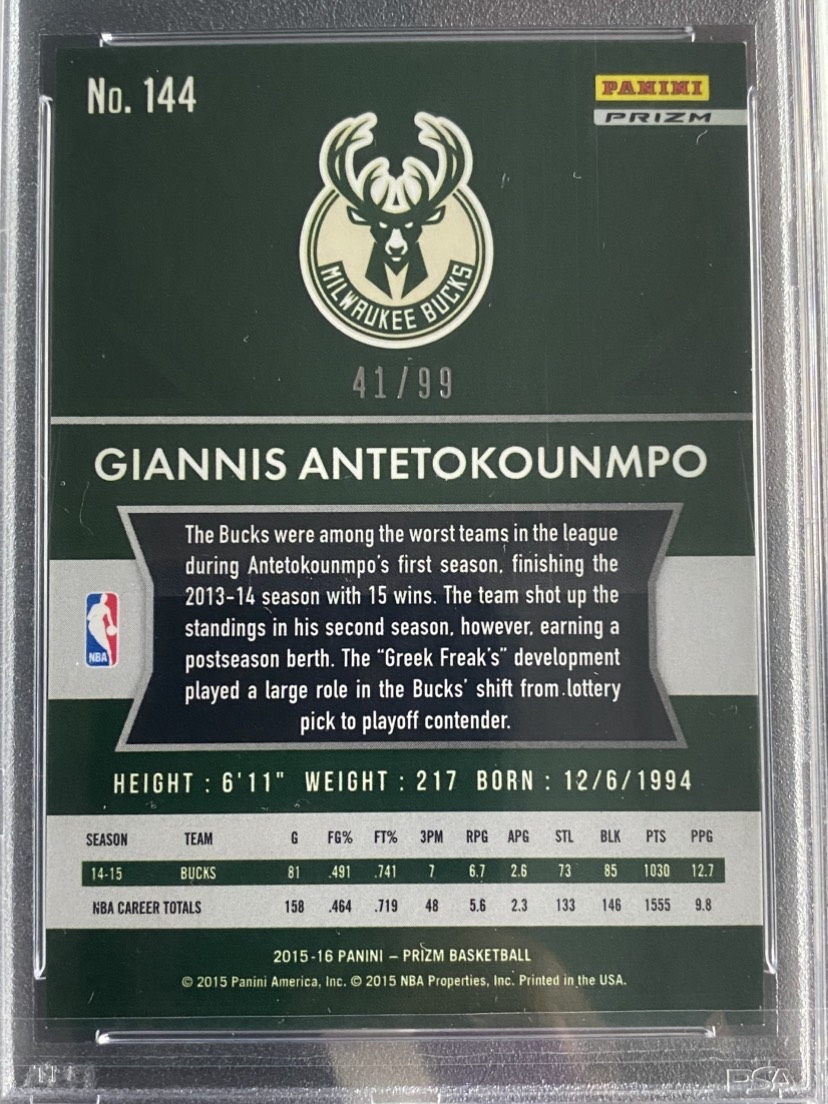 No. 144
PANINI
PRIZM
MILWAUKEE BUCKS
41/99
GIANNIS ANTETOKOUNMPO
The Bucks were among the worst teams in the league
during Antetokounmpo's first season, finishing the
2013-14 season with 15 wins. The team shot up the
standings in his second season, however, earning a
postseason berth. The "Greek Freak's" development
played a large role in the Bucks' shift from lottery
pick to playoff contender.
NBA
HEIGHT : 6'11" WEIGHT : 217 BORN : 12/6/1994
SEASON TEAM G FG% FT% 3PM RPG APG STL BLK PTS PPG
14-15 BUCKS 81 .491 .741 7 6.7 2.6 73 85 1030 12.7
NBA CAREER TOTALS 158 .464 .719 48 5.6 2.3 133 146 1555 9.8
2015-16 PANINI – PRIZM BASKETBALL
© 2015 Panini America, Inc. © 2015 NBA Properties, Inc. Printed in the USA.
PSA